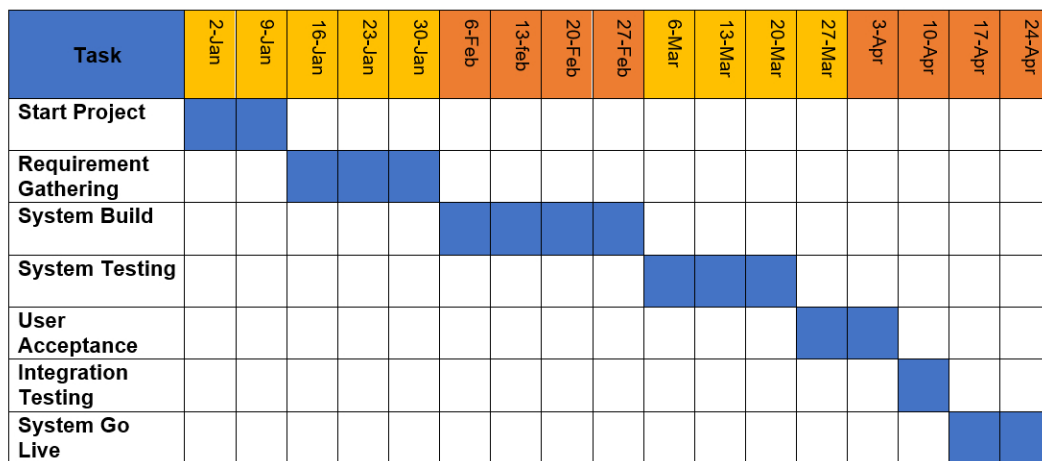 Task
2-Jan
9-Jan
16-Jan
23-Jan
30-Jan
6-Feb
13-feb
20-Feb
27-Feb
6-Mar
13-Mar
20-Mar
27-Mar
3-Apr
10-Apr
17-Apr
24-Apr
Start Project
Requirement
Gathering
System Build
System Testing
User
Acceptance
Integration
Testing
System Go
Live